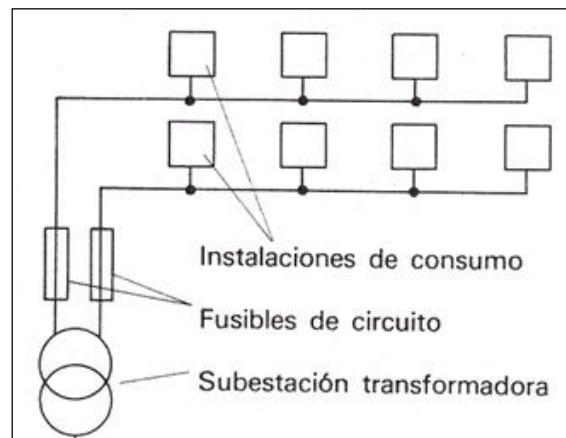 Instalaciones de consumo
Fusibles de circuito
Subestación transformadora